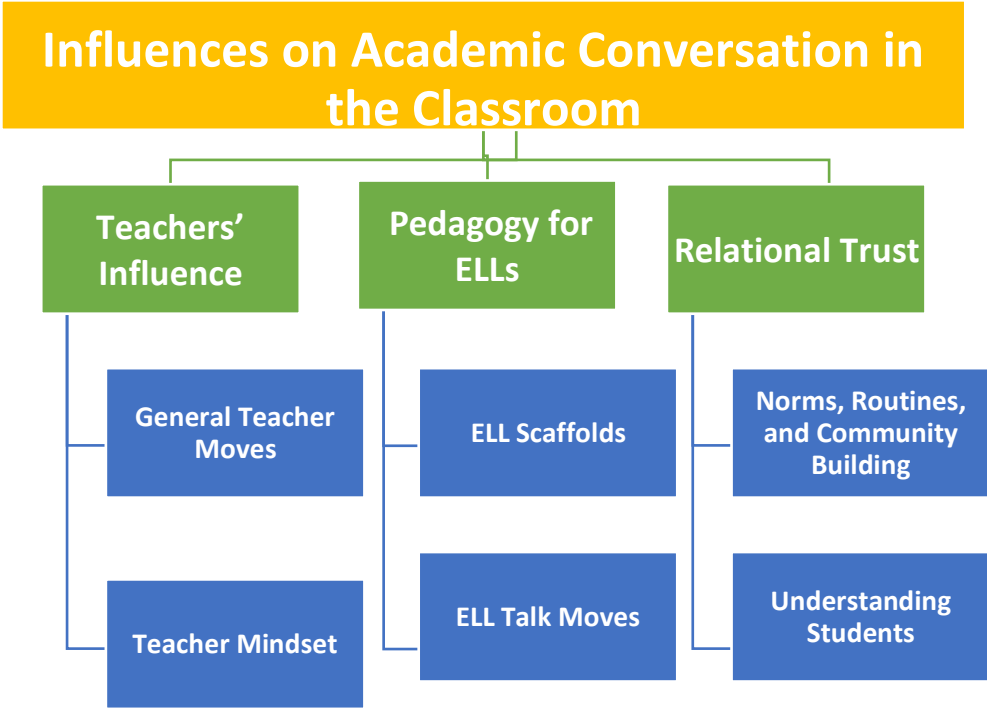 Influences on Academic Conversation in
the Classroom
Teachers’
Influence
Pedagogy for
ELLs
Relational Trust
General Teacher
Moves
ELL Scaffolds
Norms, Routines,
and Community
Building
Teacher Mindset
ELL Talk Moves
Understanding
Students